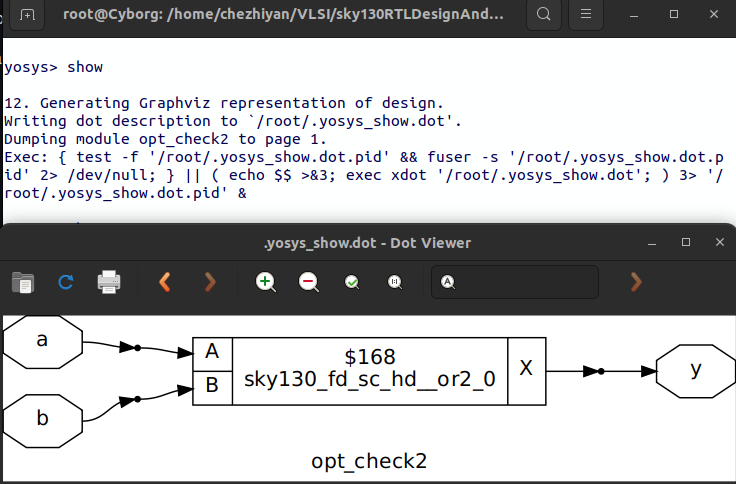 root@Cyborg: /home/chezhiyan/VLSI/sky130RTLDesignAnd...
yosys> show
12. Generating Graphviz representation of design.
Writing dot description to `/root/.yosys_show.dot'.
Dumping module opt_check2 to page 1.
Exec: { test -f '/root/.yosys_show.dot.pid' && fuser -s '/root/.yosys_show.dot.p
id' 2> /dev/null; } || ( echo $$ >&3; exec xdot '/root/.yosys_show.dot'; ) 3> '/
root/.yosys_show.dot.pid' &
.yosys_show.dot - Dot Viewer
a
A
$168
sky130_fd_sc_hd__or2_0
X
y
b
B
opt_check2